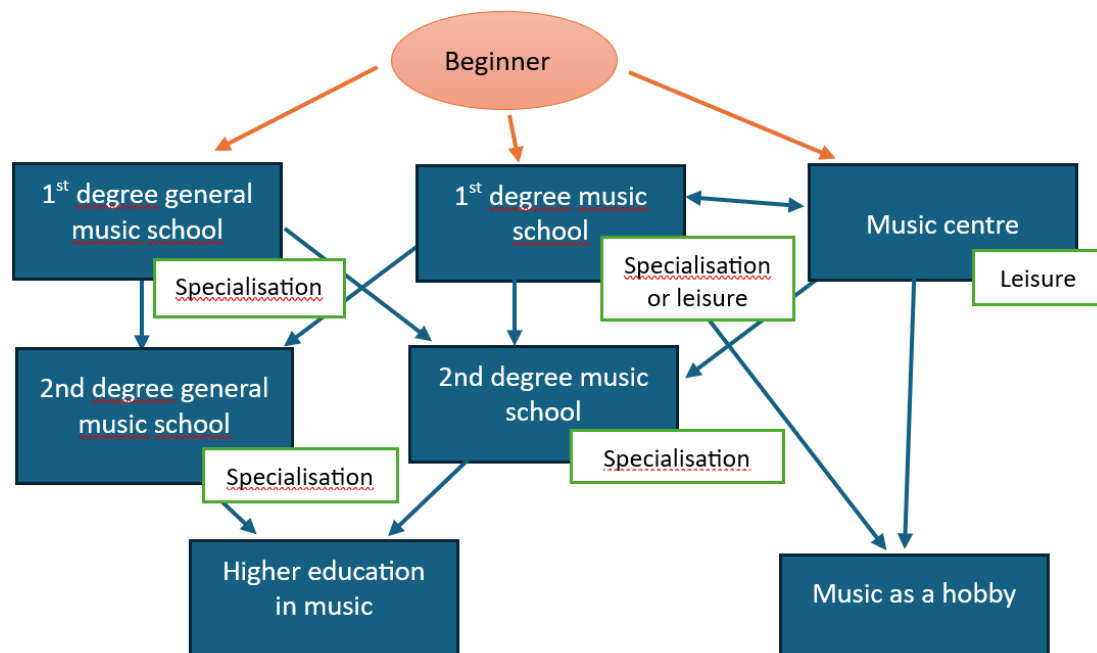 Beginner
1st degree general
music school
Specialisation
1st degree music
school
Specialisation
or leisure
Music centre
Leisure
2nd degree general
music school
Specialisation
2nd degree music
school
Specialisation
Higher education
in music
Music as a hobby